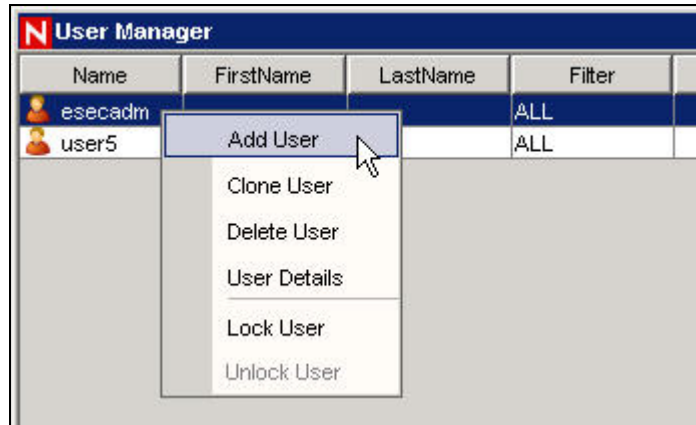 N User Manager
Name FirstName LastName Filter
esecadm ALL
user5 ALL
Add User
Clone User
Delete User
User Details
Lock User
Unlock User